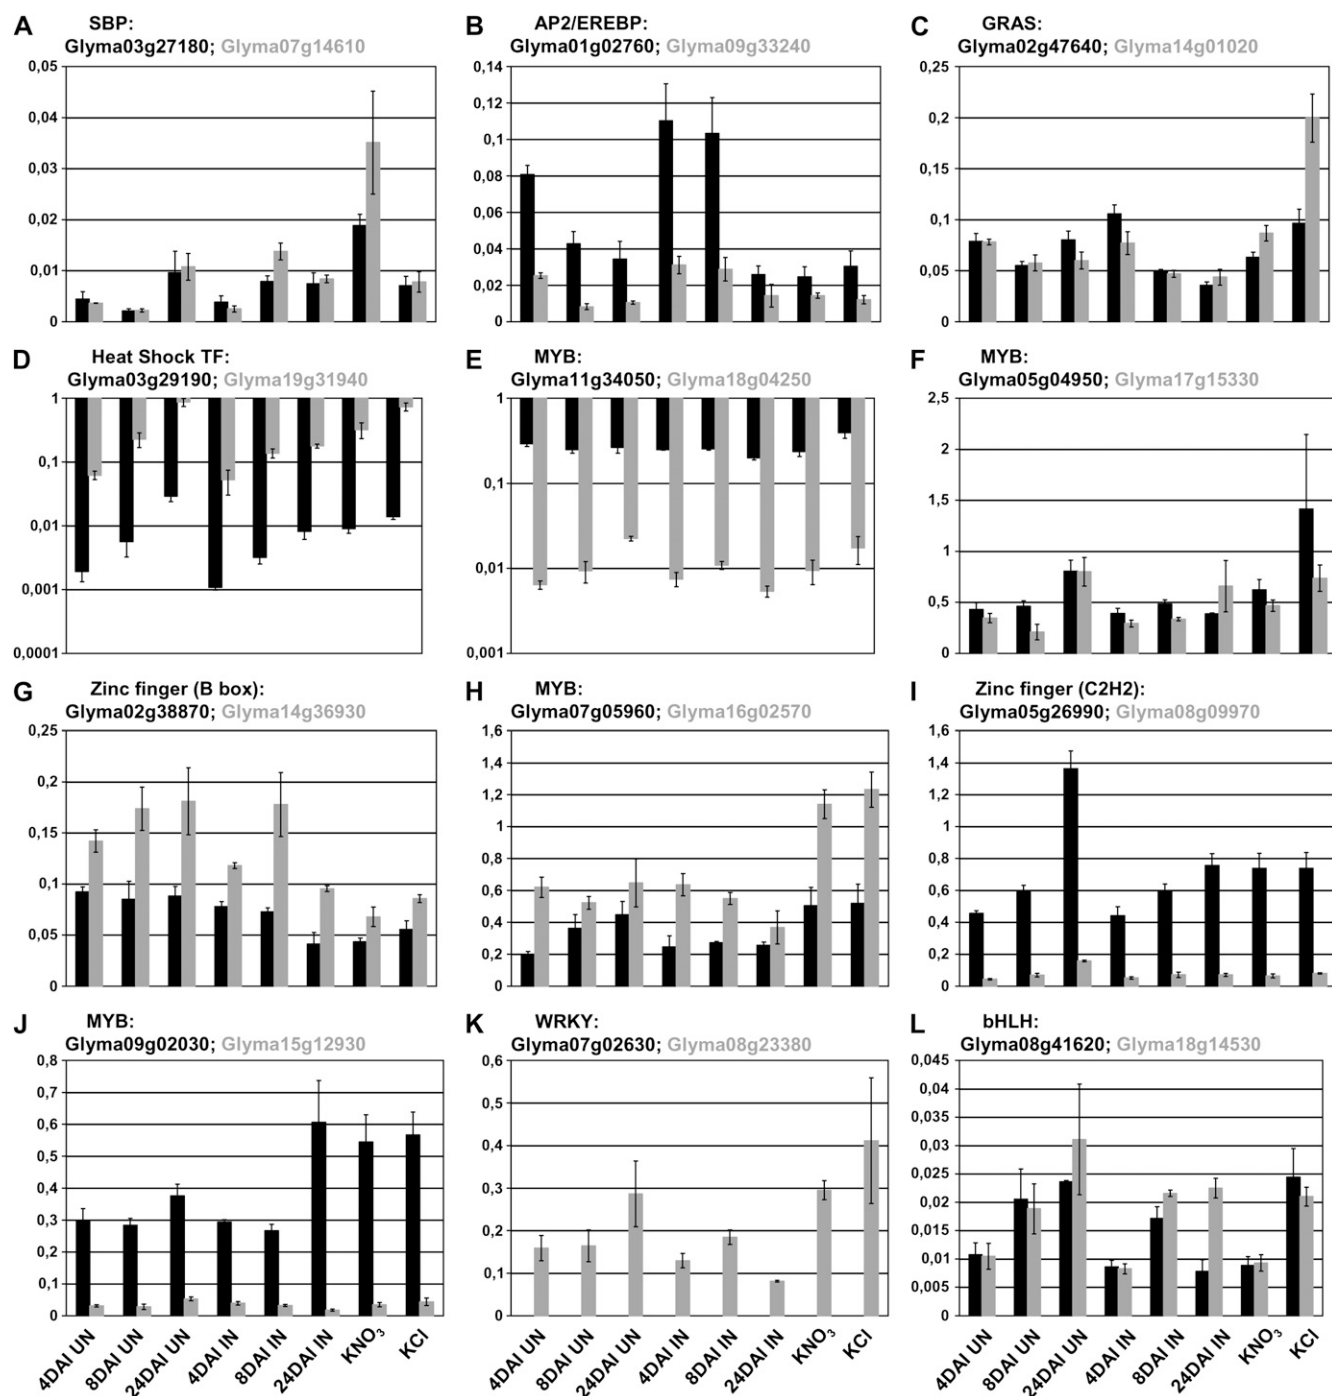 A SBP:
Glyma03g27180; Glyma07g14610
0,05
0,04
0,03
0,02
0,01
0
B AP2/EREBP:
Glyma01g02760; Glyma09g33240
0,14
0,12
0,1
0,08
0,06
0,04
0,02
0
C GRAS:
Glyma02g47640; Glyma14g01020
0,25
0,2
0,15
0,1
0,05
0
D Heat Shock TF:
Glyma03g29190; Glyma19g31940
1
0,1
0,01
0,001
0,0001
E MYB:
Glyma11g34050; Glyma18g04250
1
0,1
0,01
0,001
F MYB:
Glyma05g04950; Glyma17g15330
2,5
2
1,5
1
0,5
0
G Zinc finger (B box):
Glyma02g38870; Glyma14g36930
0,25
0,2
0,15
0,1
0,05
0
H MYB:
Glyma07g05960; Glyma16g02570
1,6
1,4
1,2
1
0,8
0,6
0,4
0,2
0
I Zinc finger (C2H2):
Glyma05g26990; Glyma08g09970
1,6
1,4
1,2
1
0,8
0,6
0,4
0,2
0
J MYB:
Glyma09g02030; Glyma15g12930
0,8
0,7
0,6
0,5
0,4
0,3
0,2
0,1
0
4DAI UN
8DAI UN
24DAI UN
4DAI IN
8DAI IN
24DAI IN
KNO₃
KCl
K WRKY:
Glyma07g02630; Glyma08g23380
0,6
0,5
0,4
0,3
0,2
0,1
0
4DAI UN
8DAI UN
24DAI UN
4DAI IN
8DAI IN
24DAI IN
KNO₃
KCl
L bHLH:
Glyma08g41620; Glyma18g14530
0,045
0,04
0,035
0,03
0,025
0,02
0,015
0,01
0,005
0
4DAI UN
8DAI UN
24DAI UN
4DAI IN
8DAI IN
24DAI IN
KNO₃
KCl